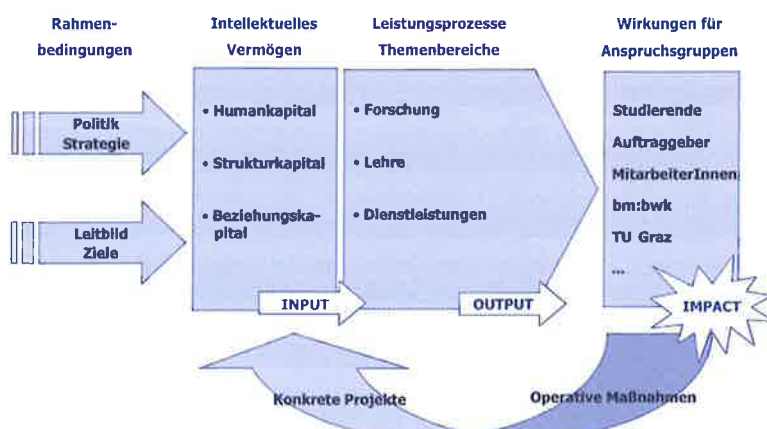 Rahmen-
bedingungen
Intellektuelles
Vermögen
Leistungsprozesse
Themenbereiche
Wirkungen für
Anspruchsgruppen
Politik
Strategie
Leitbild
Ziele
• Humankapital
• Strukturkapital
• Beziehungska-
pital
• Forschung
• Lehre
• Dienstleistungen
Studierende
Auftraggeber
MitarbeiterInnen
bm:bwk
TU Graz
...
INPUT
OUTPUT
IMPACT
Konkrete Projekte
Operative Maßnahmen